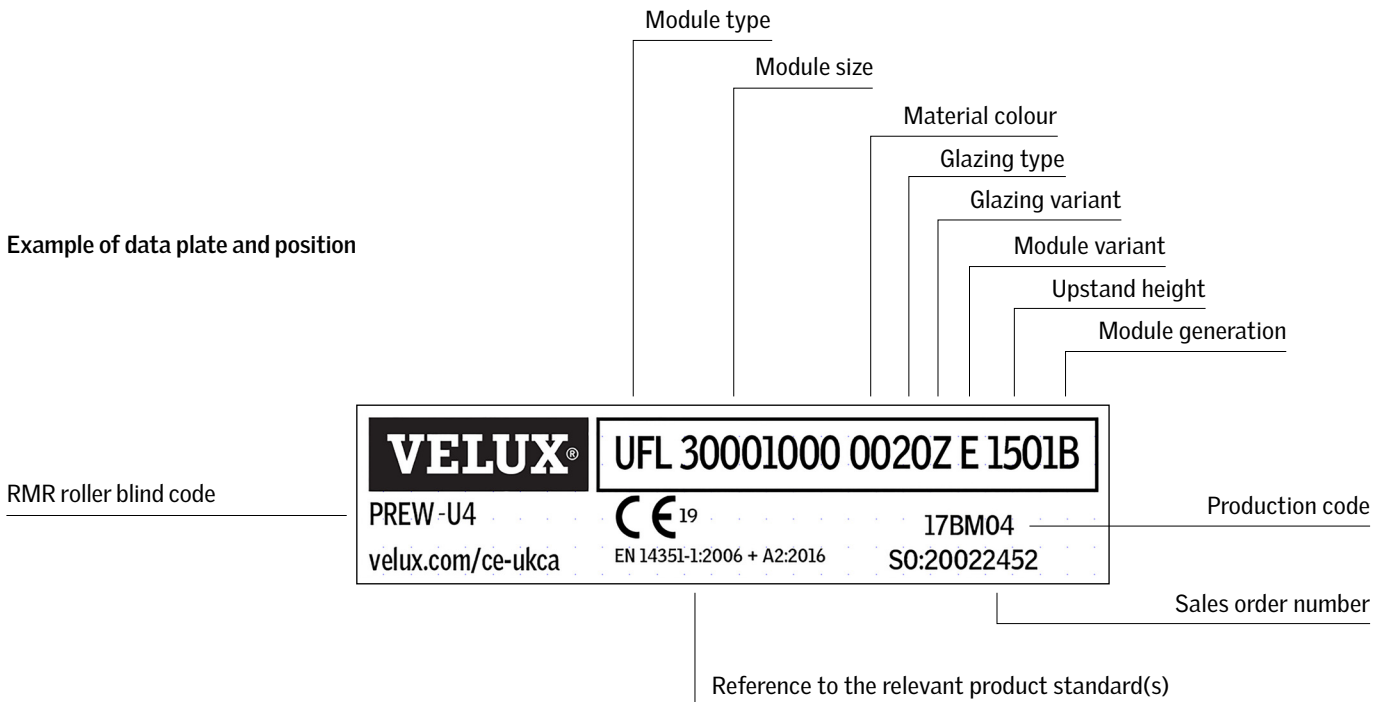 Module type
Module size
Material colour
Glazing type
Glazing variant
Module variant
Upstand height
Module generation
Example of data plate and position
VELUX®
UFL 30001000 0020Z E 1501B
RMR roller blind code
PREW-U4
CE 19
17BM04
Production code
velux.com/ce-ukca
EN 14351-1:2006 + A2:2016
SO:20022452
Sales order number
Reference to the relevant product standard(s)